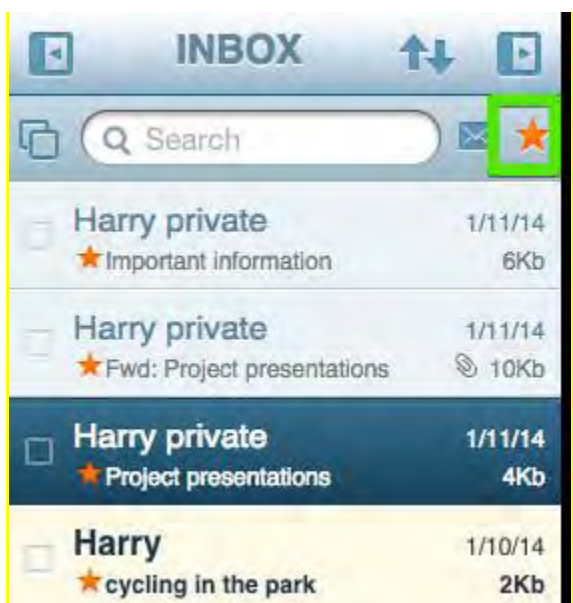 INBOX
Search
Harry private 1/11/14
Important information 6Kb
Harry private 1/11/14
Fwd: Project presentations 10Kb
Harry private 1/11/14
Project presentations 4Kb
Harry 1/10/14
cycling in the park 2Kb